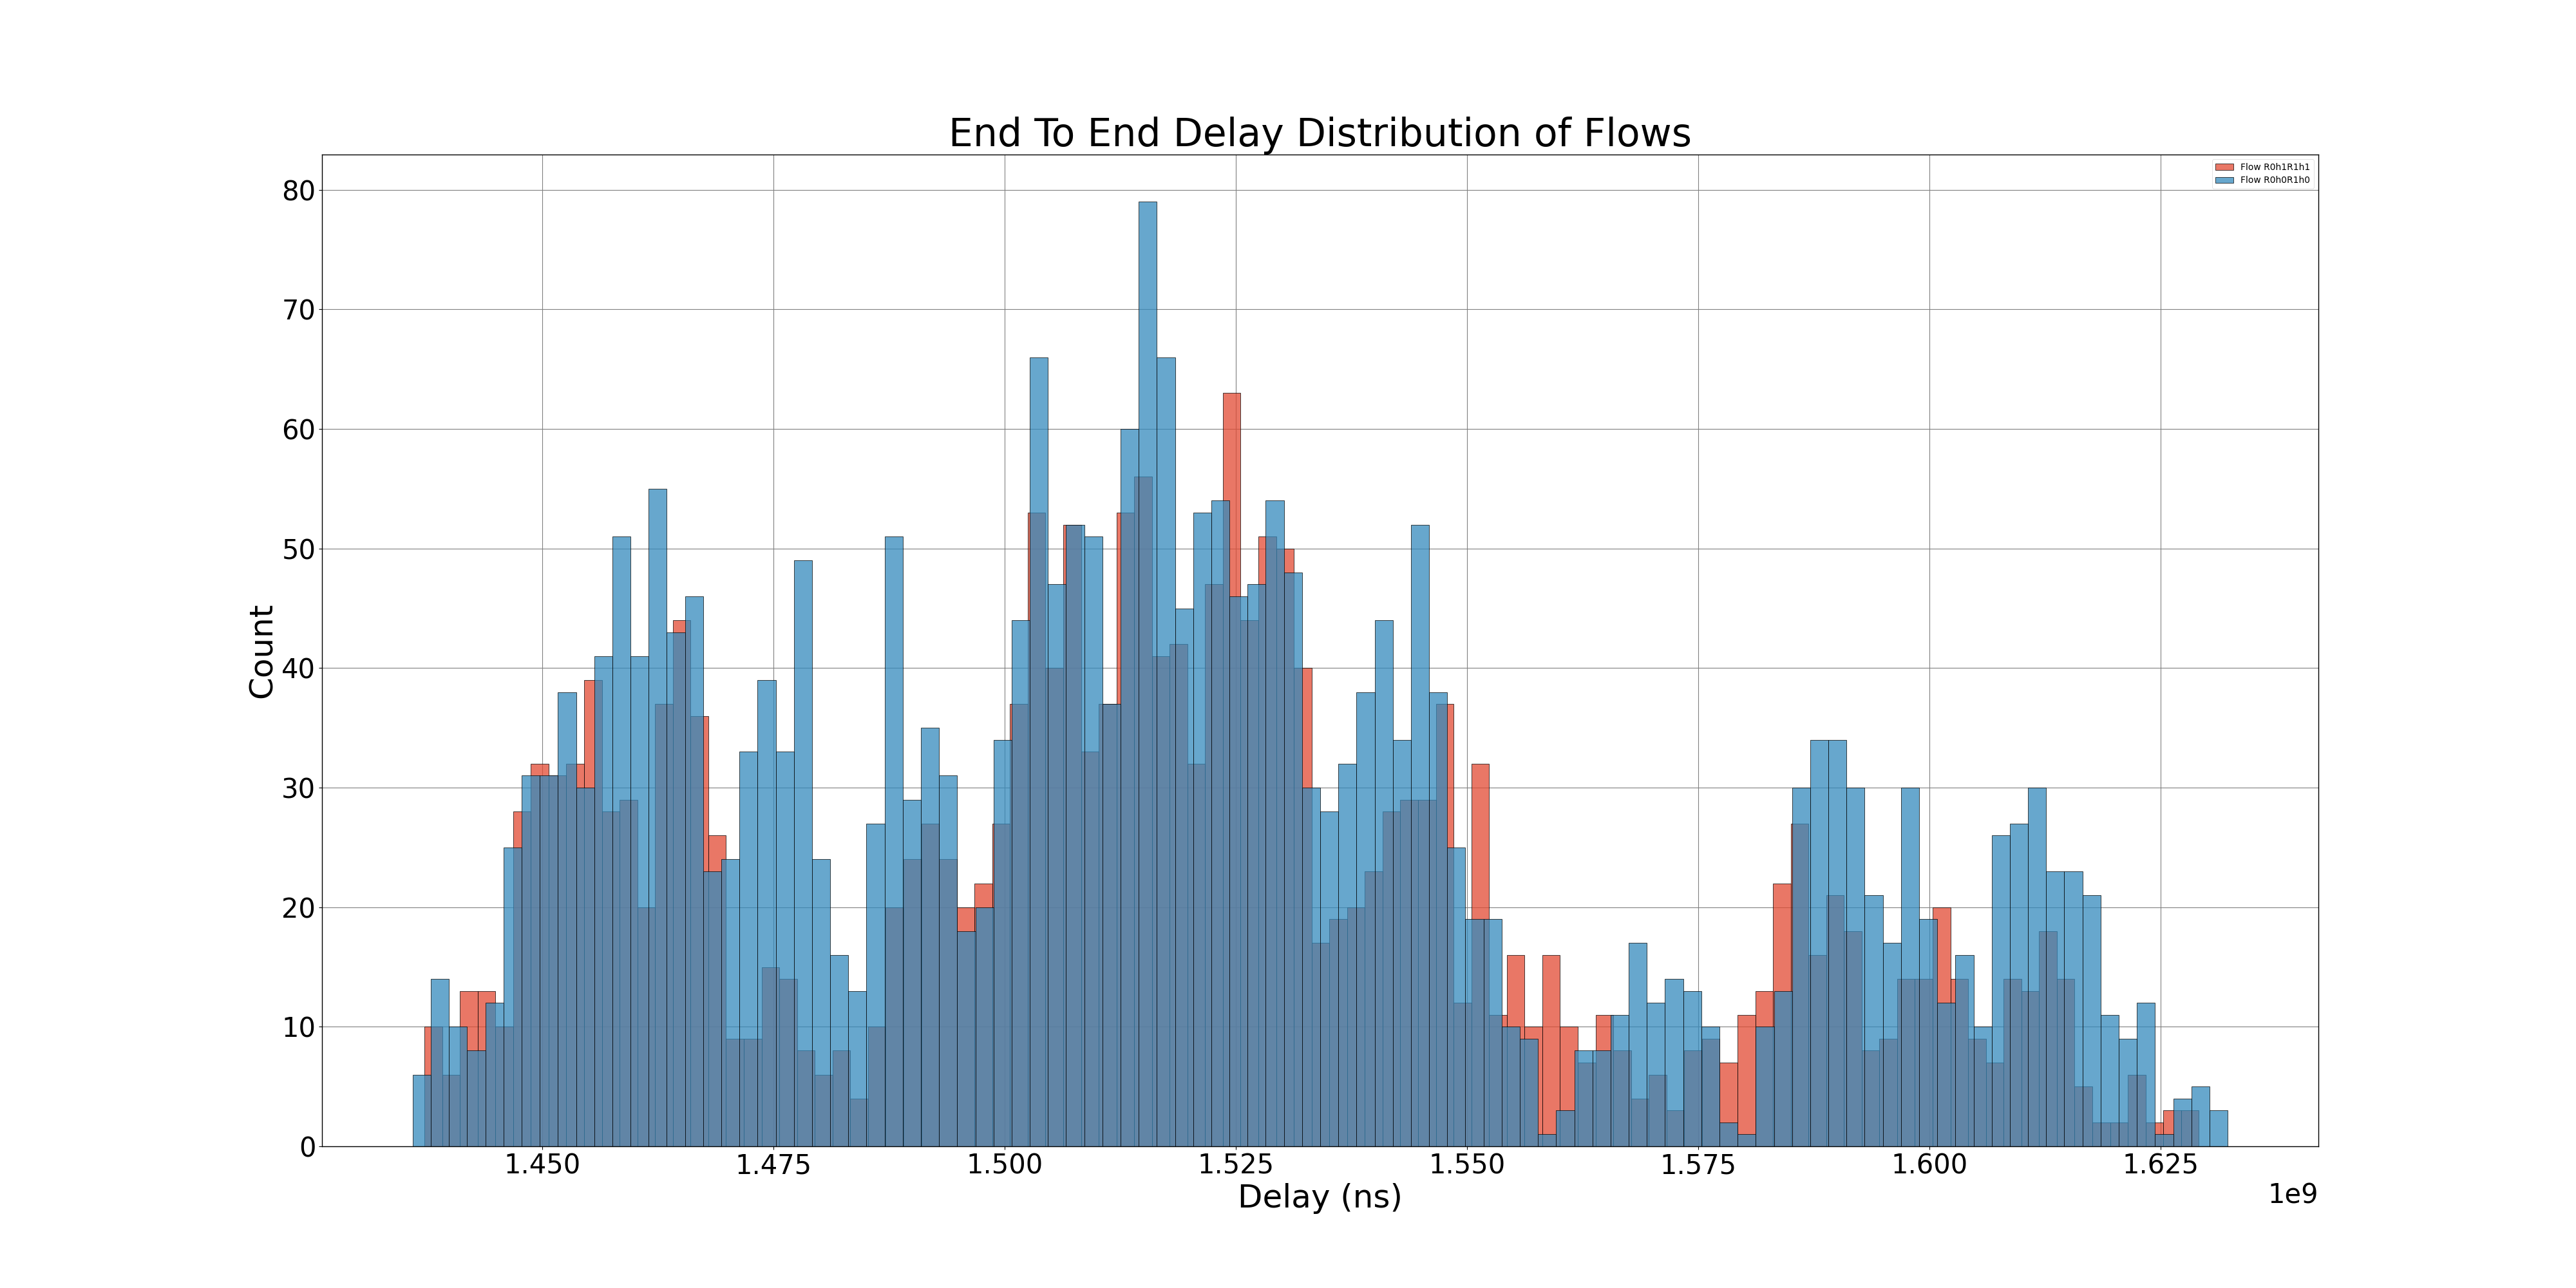 End To End Delay Distribution of Flows
Flow R0h1R1h1
Flow R0h0R1h0
80
70
60
50
40
30
20
10
0
Count
1.450 1.475 1.500 1.525 1.550 1.575 1.600 1.625
1e9
Delay (ns)